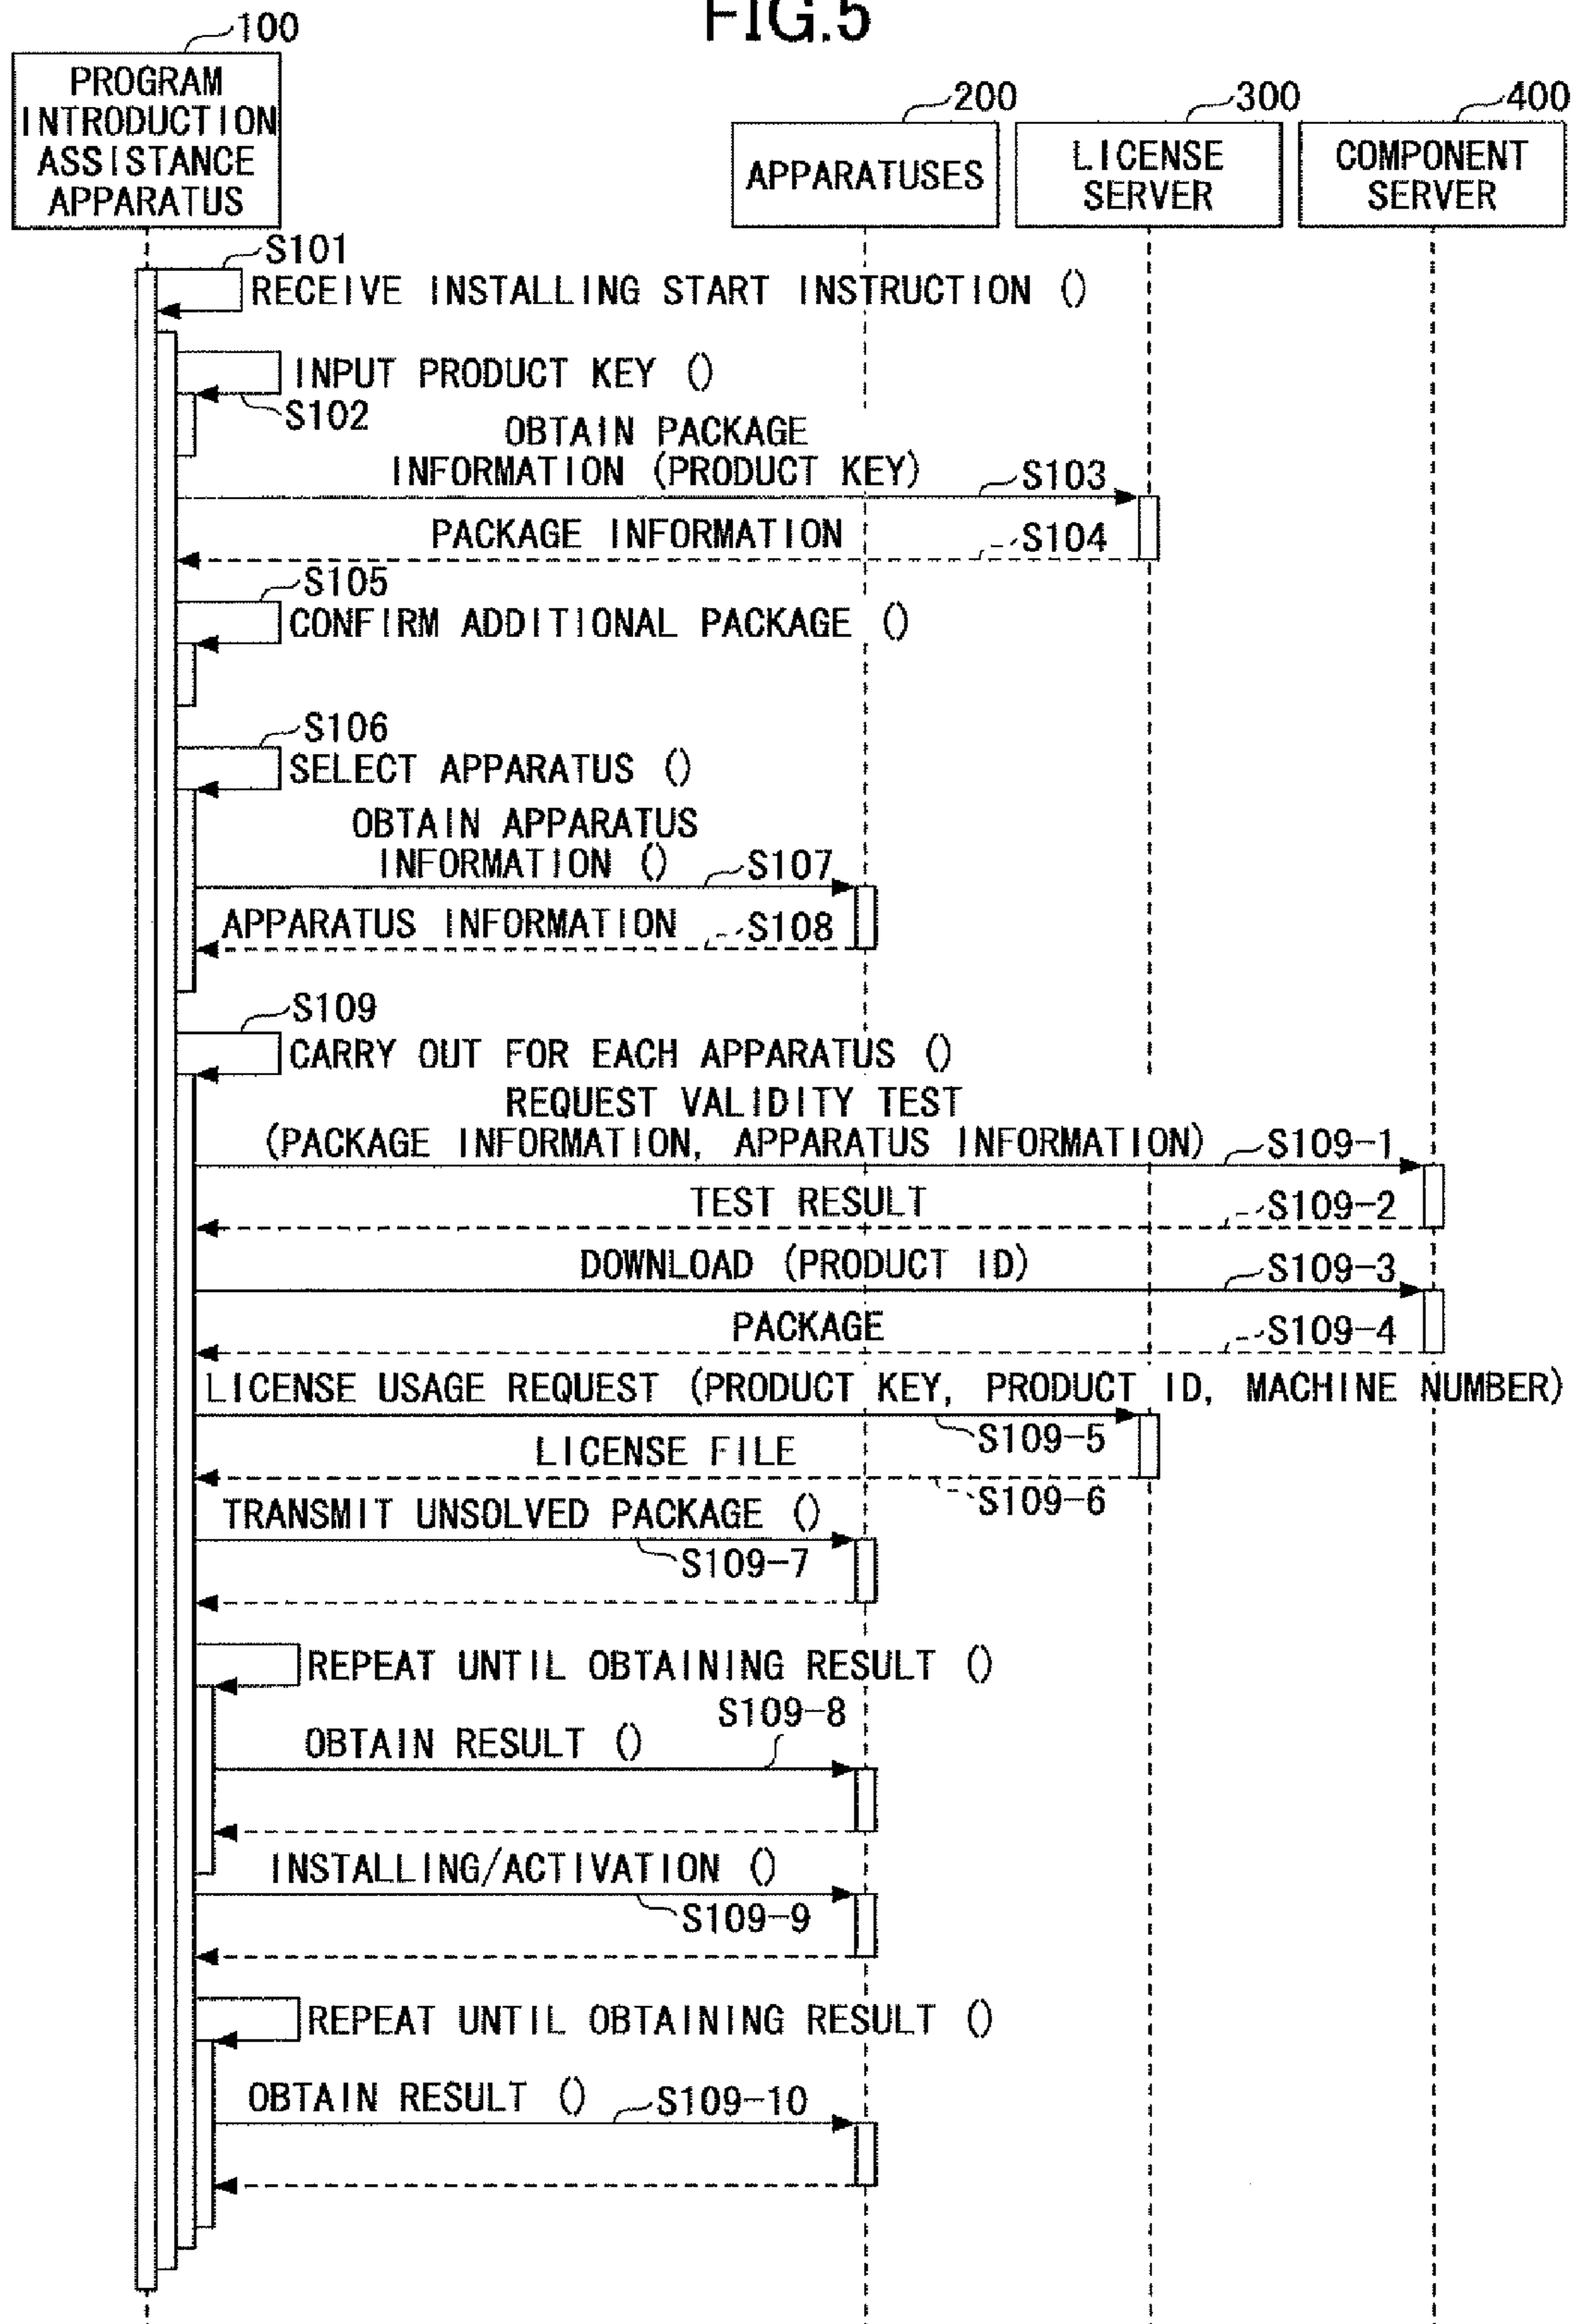 FIG.5
100
PROGRAM
INTRODUCTION
ASSISTANCE
APPARATUS
200
APPARATUSES
300
LICENSE
SERVER
400
COMPONENT
SERVER
S101
RECEIVE INSTALLING START INSTRUCTION ()
INPUT PRODUCT KEY ()
S102
OBTAIN PACKAGE
INFORMATION (PRODUCT KEY)
S103
PACKAGE INFORMATION
S104
S105
CONFIRM ADDITIONAL PACKAGE ()
S106
SELECT APPARATUS ()
OBTAIN APPARATUS
INFORMATION ()
S107
APPARATUS INFORMATION
S108
S109
CARRY OUT FOR EACH APPARATUS ()
REQUEST VALIDITY TEST
(PACKAGE INFORMATION, APPARATUS INFORMATION)
S109-1
TEST RESULT
S109-2
DOWNLOAD (PRODUCT ID)
S109-3
PACKAGE
S109-4
LICENSE USAGE REQUEST (PRODUCT KEY, PRODUCT ID, MACHINE NUMBER)
S109-5
LICENSE FILE
S109-6
TRANSMIT UNSOLVED PACKAGE ()
S109-7
REPEAT UNTIL OBTAINING RESULT ()
S109-8
OBTAIN RESULT ()
INSTALLING/ACTIVATION ()
S109-9
REPEAT UNTIL OBTAINING RESULT ()
OBTAIN RESULT ()
S109-10